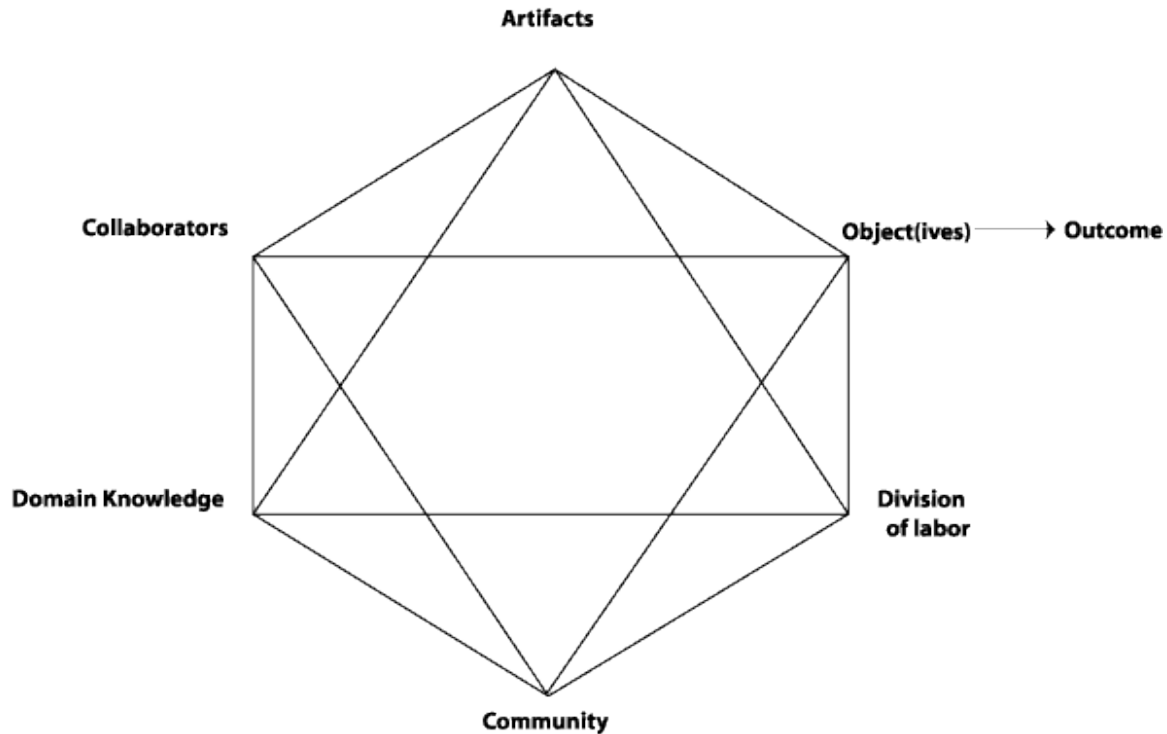 Artifacts
Collaborators
Object(ives)
Outcome
Domain Knowledge
Division
of labor
Community